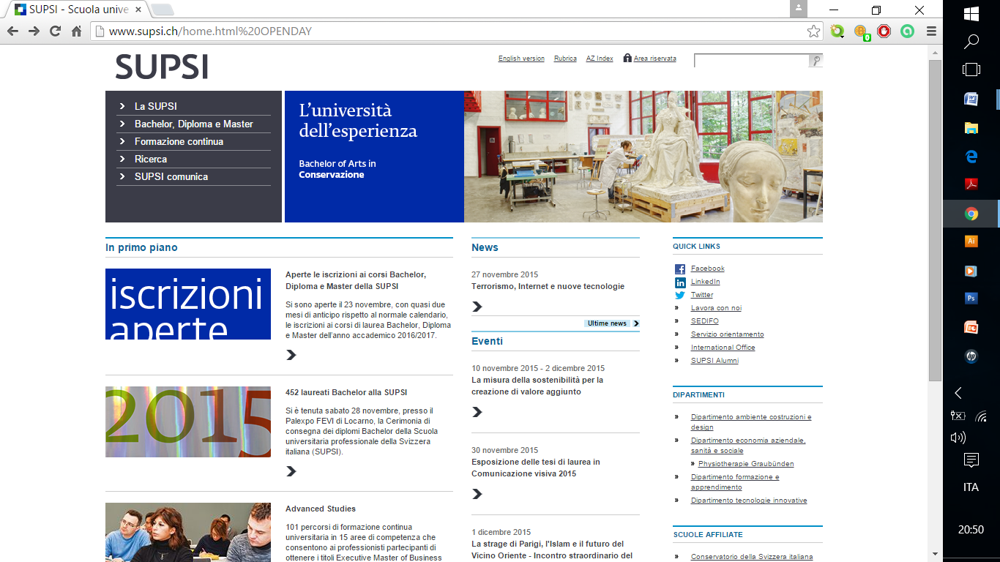 SUPSI - Scuola unive
www.supsi.ch/home.html%20OPENDAY
0
SUPSI
English version
Rubrica
AZ Index
Area riservata
La SUPSI
Bachelor, Diploma e Master
Formazione continua
Ricerca
SUPSI comunica
L'università
dell'esperienza
Bachelor of Arts in
Conservazione
In primo piano
iscrizioni
aperte
Aperte le iscrizioni ai corsi Bachelor,
Diploma e Master della SUPSI
Si sono aperte il 23 novembre, con quasi due
mesi di anticipo rispetto al normale calendario,
le iscrizioni ai corsi di laurea Bachelor, Diploma
e Master dell'anno accademico 2016/2017.
2015
452 laureati Bachelor alla SUPSI
Si è tenuta sabato 28 novembre, presso il
Palexpo FEVI di Locarno, la Cerimonia di
consegna dei diplomi Bachelor della Scuola
universitaria professionale della Svizzera
italiana (SUPSI).
Advanced Studies
101 percorsi di formazione continua
universitaria in 15 aree di competenza che
consentono ai professionisti partecipanti di
ottenere i titoli Executive Master of Business
News
27 novembre 2015
Terrorismo, Internet e nuove tecnologie
Ultime news
Eventi
10 novembre 2015 - 2 dicembre 2015
La misura della sostenibilità per la
creazione di valore aggiunto
30 novembre 2015
Esposizione delle tesi di laurea in
Comunicazione visiva 2015
1 dicembre 2015
La strage di Parigi, l'Islam e il futuro del
Vicino Oriente - Incontro straordinario del
QUICK LINKS
Facebook
LinkedIn
Twitter
» Lavora con noi
» SEDIFO
» Servizio orientamento
» International Office
» SUPSI Alumni
DIPARTIMENTI
» Dipartimento ambiente costruzioni e
design
» Dipartimento economia aziendale,
sanità e sociale
» Physiotherapie Graubünden
» Dipartimento formazione e
apprendimento
» Dipartimento tecnologie innovative
SCUOLE AFFILIATE
» Conservatorio della Svizzera italiana
Ai
Ps
hp
ITA
20:50